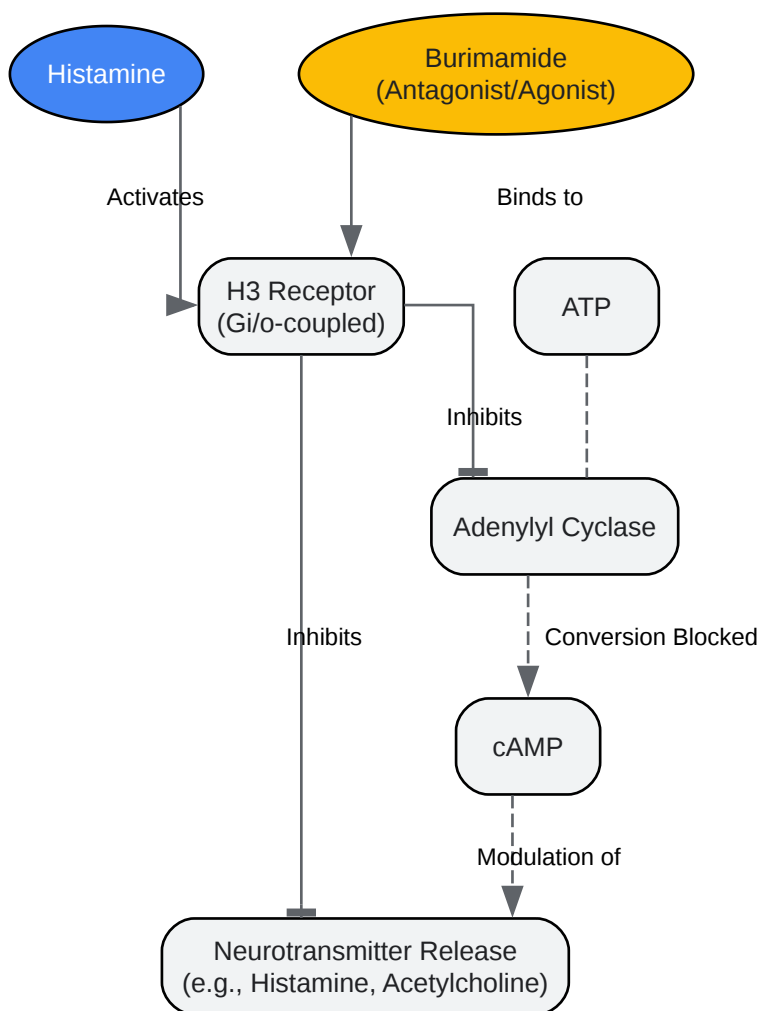 Histamine
Burimamide
(Antagonist/Agonist)
Activates
Binds to
H3 Receptor
(Gi/o-coupled)
ATP
Inhibits
Adenylyl Cyclase
Inhibits
Conversion Blocked
cAMP
Modulation of
Neurotransmitter Release
(e.g., Histamine, Acetylcholine)